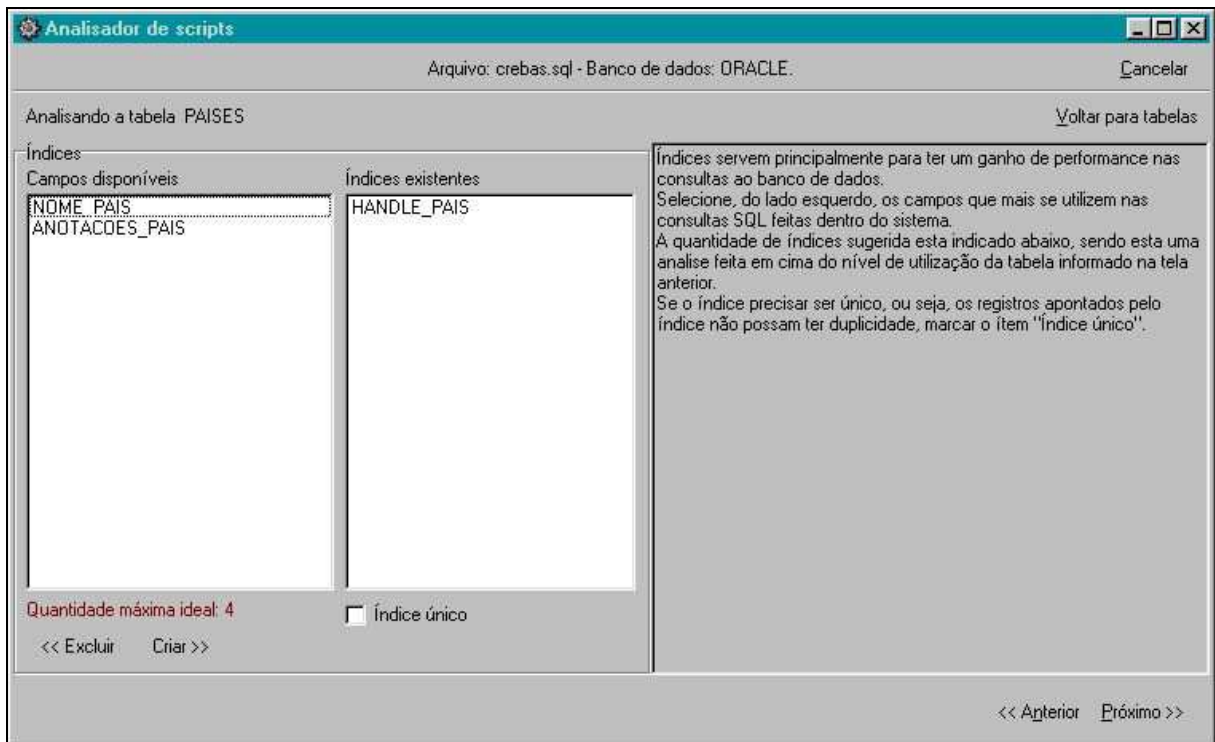 Analisador de scripts
Arquivo: crebas.sql - Banco de dados: ORACLE.
Cancelar
Analisando a tabela PAISES
Voltar para tabelas
Índices
Campos disponíveis
NOME_PAIS
ANOTACOES_PAIS
Quantidade máxima ideal: 4
<< Excluir
Criar >>
Índices existentes
HANDLE_PAIS
Índice único
Índices servem principalmente para ter um ganho de performance nas
consultas ao banco de dados.
Selecione, do lado esquerdo, os campos que mais se utilizem nas
consultas SQL feitas dentro do sistema.
A quantidade de índices sugerida esta indicado abaixo, sendo esta uma
analise feita em cima do nível de utilização da tabela informado na tela
anterior.
Se o índice precisar ser único, ou seja, os registros apontados pelo
índice não possam ter duplicidade, marcar o ítem "Índice único".
<< Anterior
Próximo >>